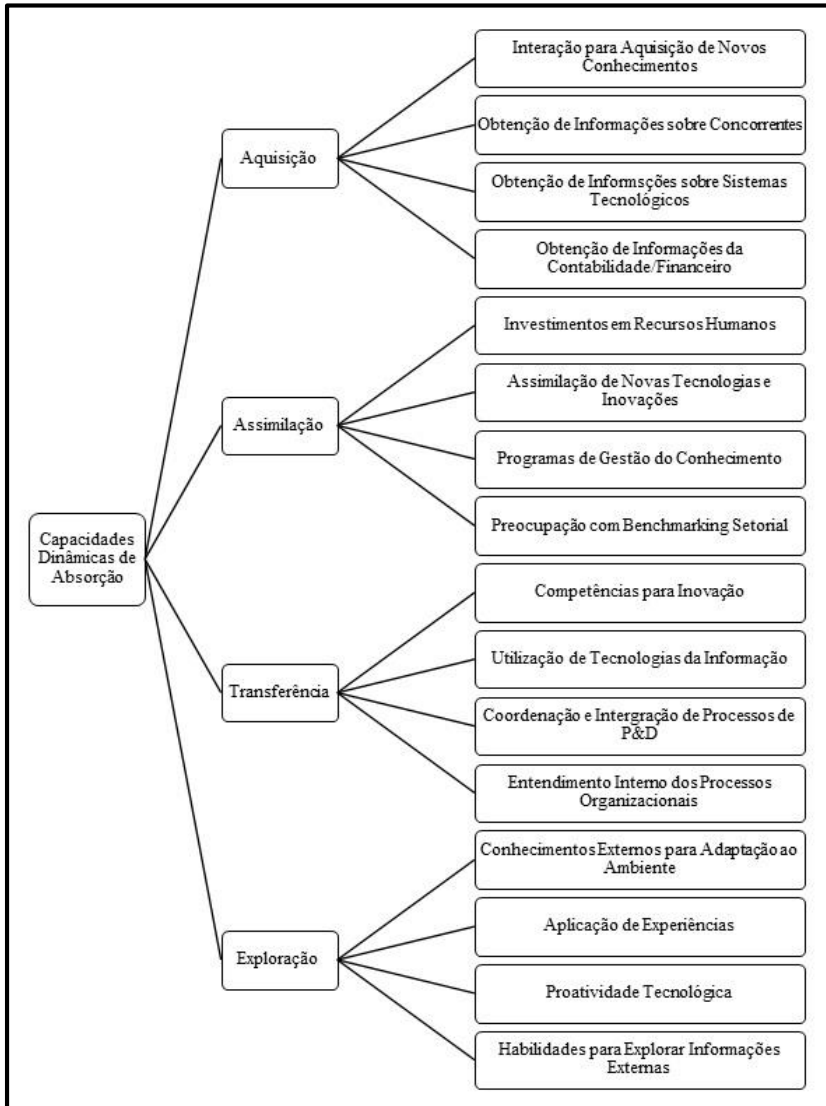 Interação para Aquisição de Novos
Conhecimentos
Obtenção de Informações sobre Concorrentes
Aquisição
Obtenção de Informsções sobre Sistemas
Tecnológicos
Obtenção de Informações da
Contabilidade/Financeiro
Investimentos em Recursos Humanos
Assimilação de Novas Tecnologias e
Inovações
Assimilação
Programas de Gestão do Conhecimento
Preocupação com Benchmarking Setorial
Capacidades
Dinâmicas de
Absorção
Competências para Inovação
Utilização de Tecnologias da Informação
Transferência
Coordenação e Intergração de Processos de
P&D
Entendimento Interno dos Processos
Organizacionais
Conhecimentos Externos para Adaptação ao
Ambiente
Aplicação de Experiências
Exploração
Proatividade Tecnológica
Habilidades para Explorar Informações
Externas